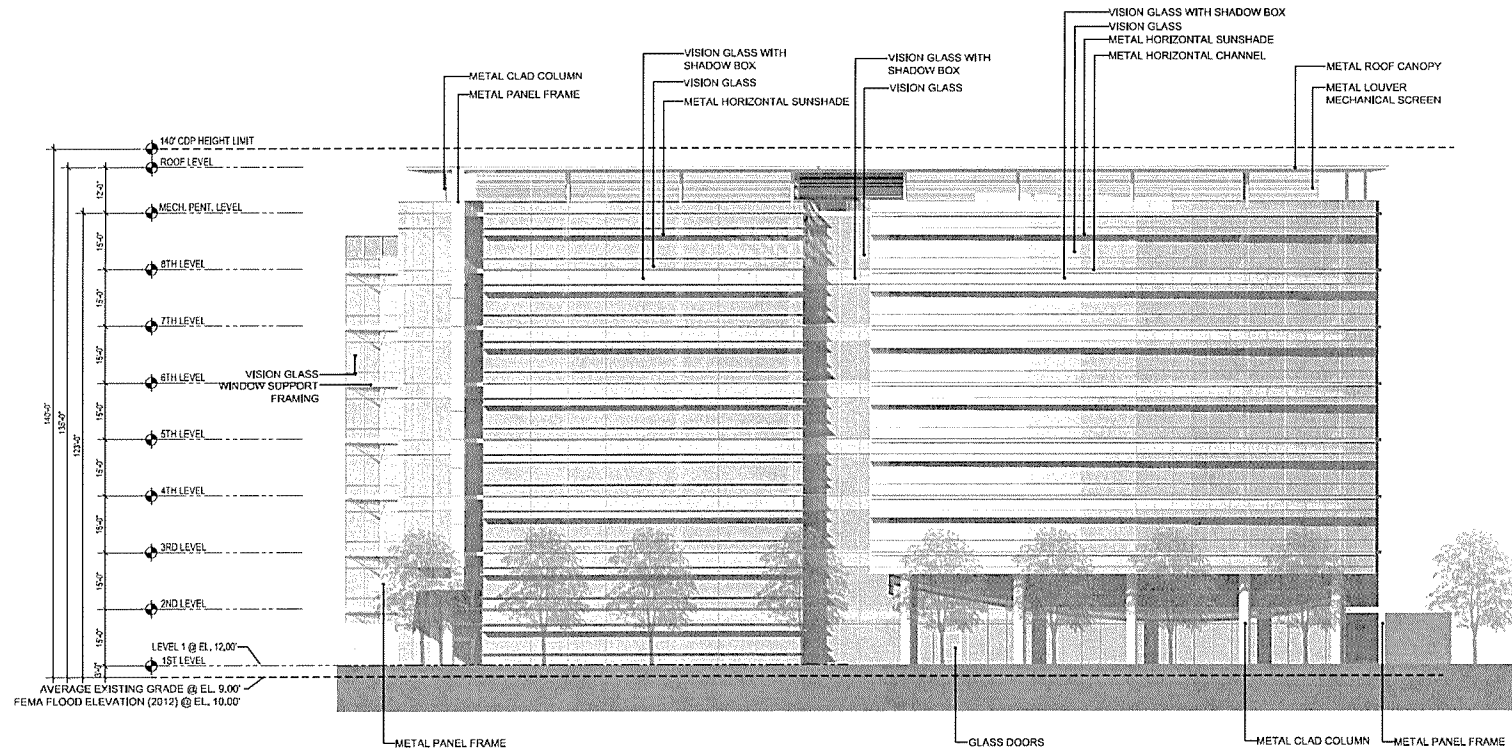 VISION GLASS WITH SHADOW BOX
VISION GLASS
METAL HORIZONTAL SUNSHADE
METAL HORIZONTAL CHANNEL
VISION GLASS WITH
SHADOW BOX
VISION GLASS
METAL HORIZONTAL SUNSHADE
VISION GLASS WITH
SHADOW BOX
VISION GLASS
METAL CLAD COLUMN
METAL PANEL FRAME
METAL ROOF CANOPY
METAL LOUVER
MECHANICAL SCREEN
140' CDP HEIGHT LIMIT
ROOF LEVEL
12'-0"
MECH. PENT. LEVEL
15'-0"
8TH LEVEL
15'-0"
7TH LEVEL
15'-0"
6TH LEVEL
15'-0"
5TH LEVEL
15'-0"
4TH LEVEL
15'-0"
3RD LEVEL
15'-0"
2ND LEVEL
15'-0"
LEVEL 1 @ EL. 12.00'
1ST LEVEL
3'-0"
140'-0"
135'-0"
123'-0"
VISION GLASS
WINDOW SUPPORT
FRAMING
AVERAGE EXISTING GRADE @ EL. 9.00'
FEMA FLOOD ELEVATION (2012) @ EL. 10.00'
METAL PANEL FRAME
GLASS DOORS
METAL CLAD COLUMN
METAL PANEL FRAME